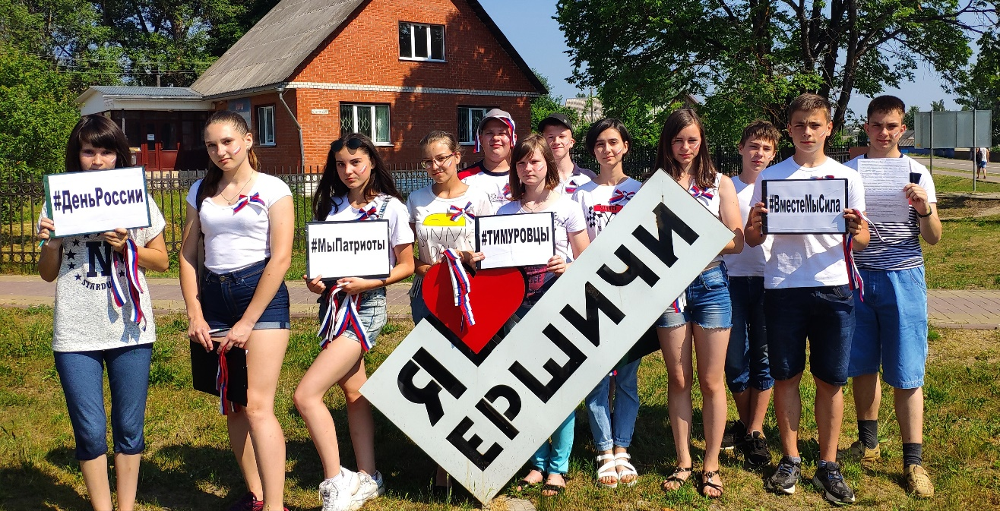 #ДеньРоссии
#МыПатриоты
#ТИМУРОВЦЫ
#ВместеМыСила
Я
ЕРШИЧИ
N